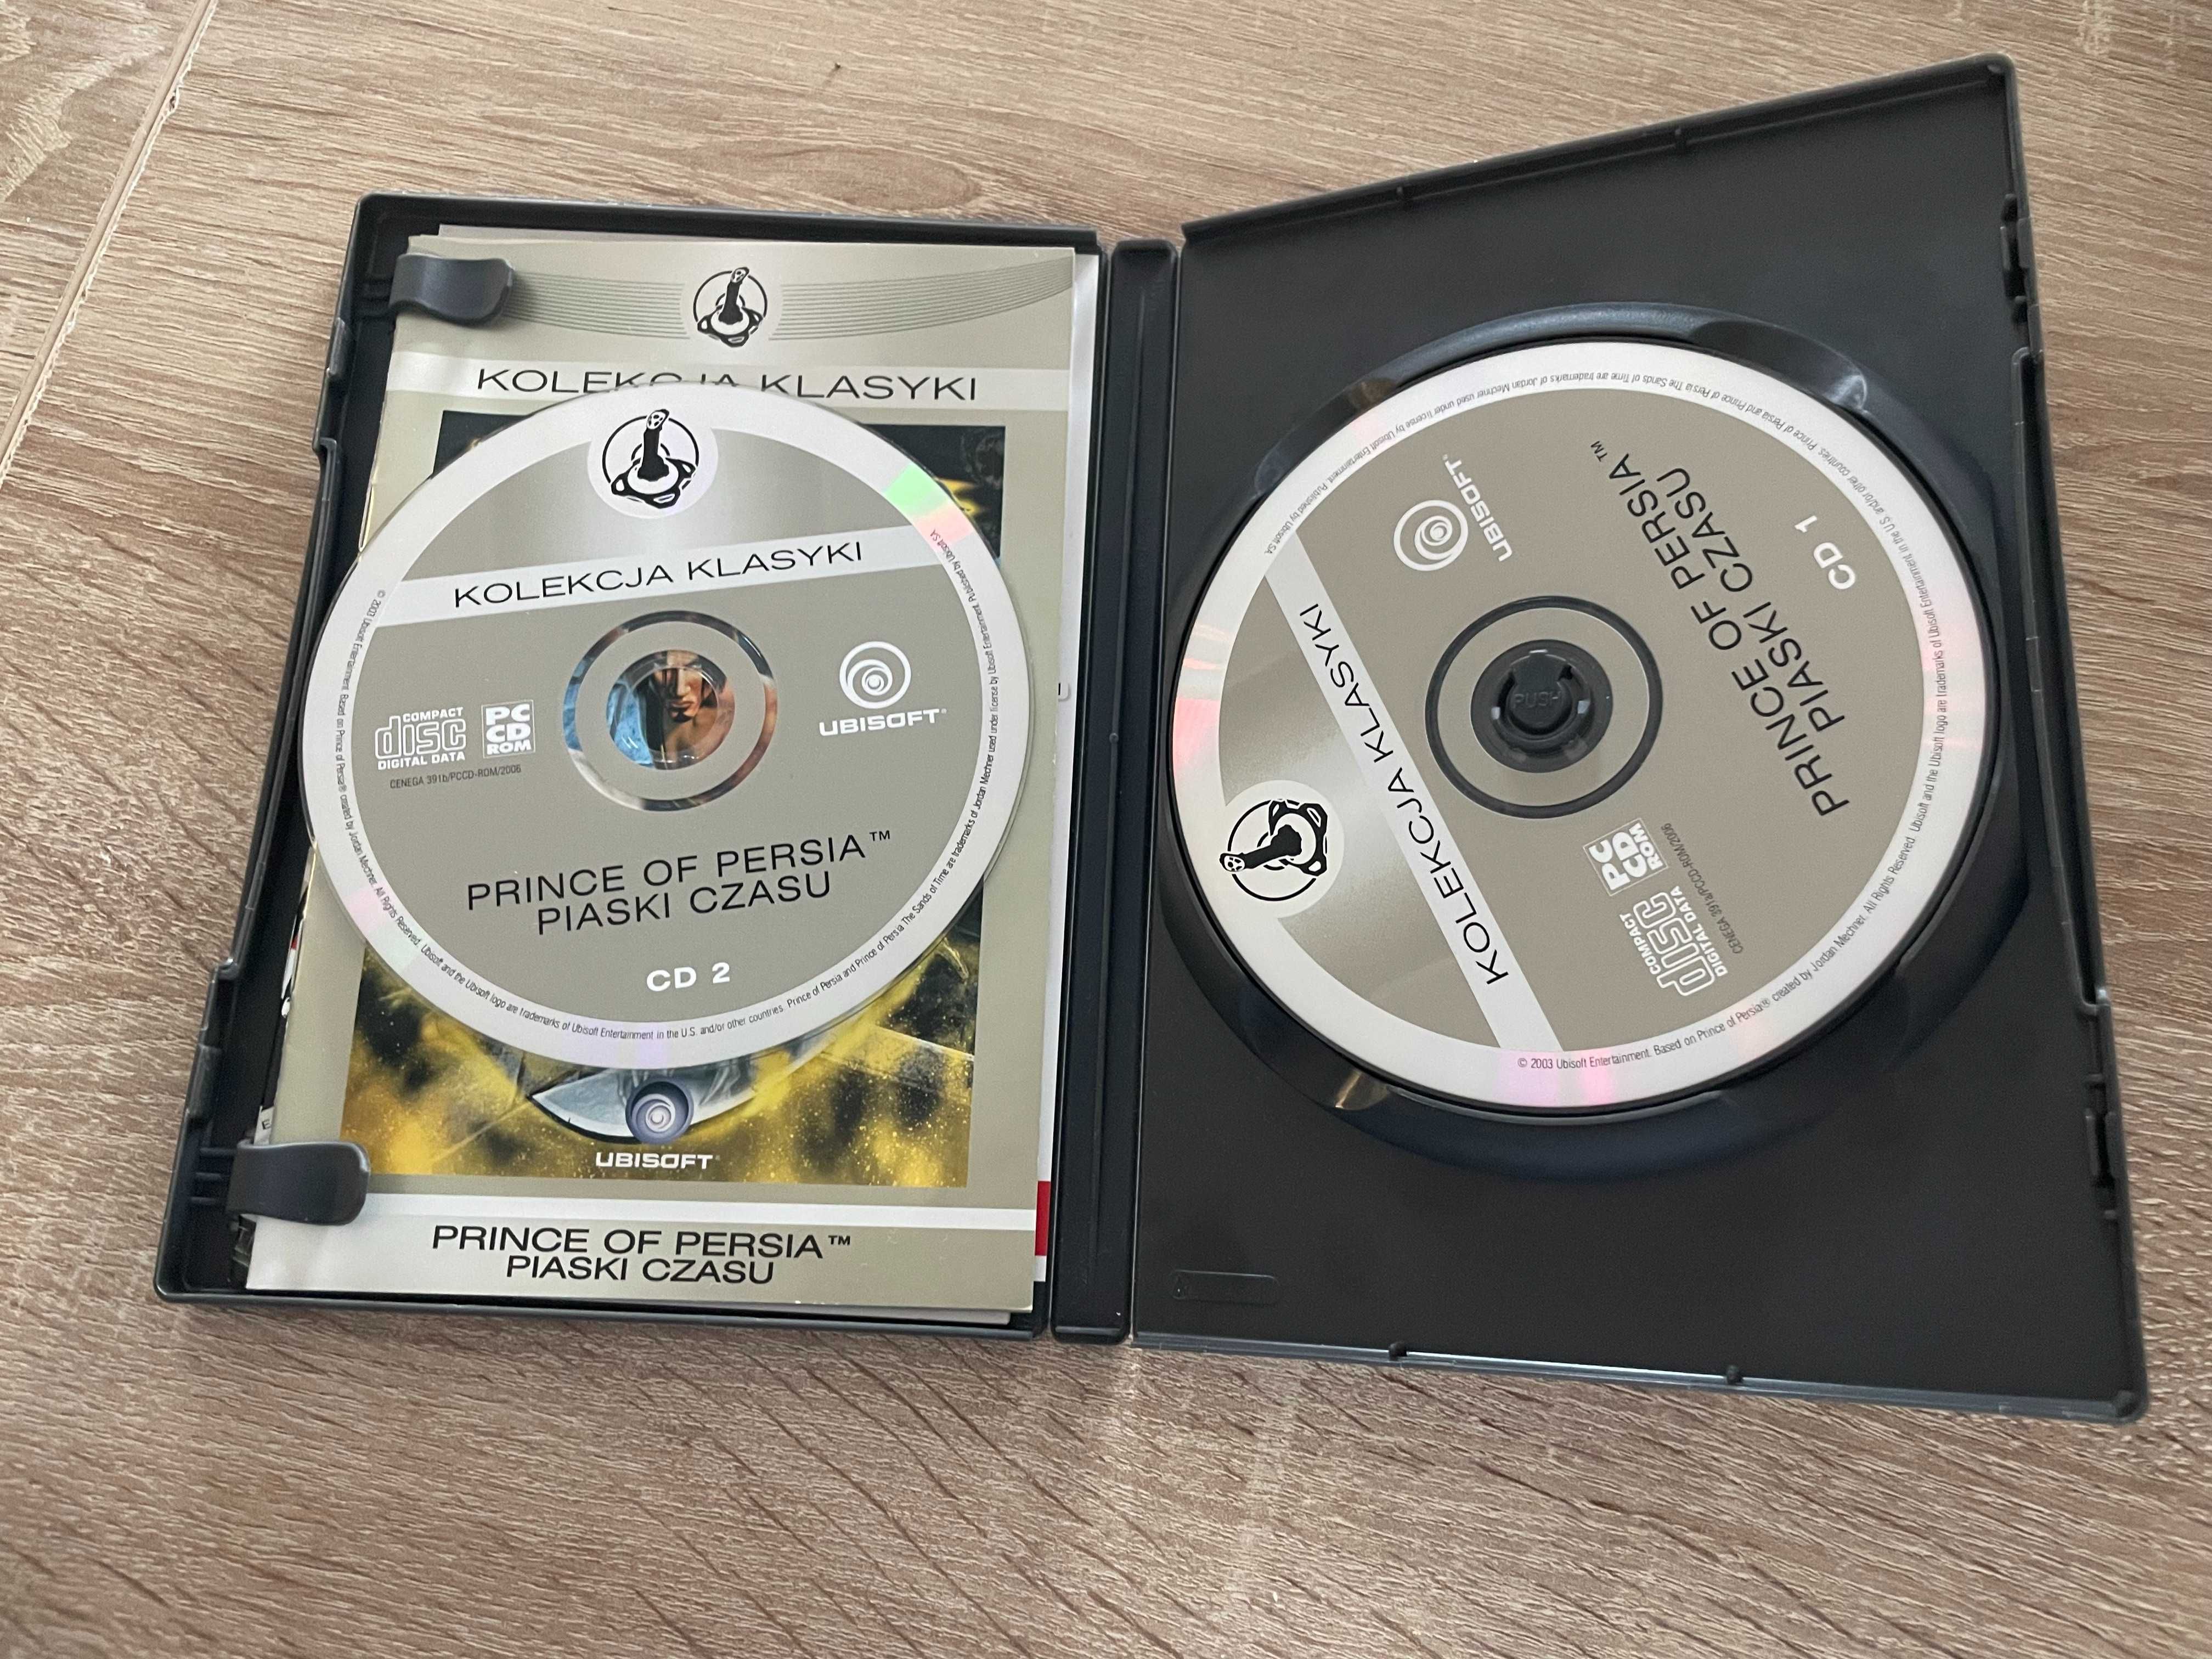 KOLEKCJA KLASYKI
KOLEKCJA KLASYKI
COMPACT
disc
DIGITAL DATA
PC
CD
ROM
CENEGA 391b/PCCD-ROM/2006
UBISOFT
PRINCE OF PERSIA™
PIASKI CZASU
CD 2
© 2003 Ubisoft Entertainment. Based on Prince of Persia® created by Jordan Mechner. All Rights Reserved. Ubisoft and the Ubisoft logo are trademarks of Ubisoft Entertainment in the U.S. and/or other countries. Prince of Persia and Prince of Persia The Sands of Time are trademarks of Jordan Mechner used under license by Ubisoft Entertainment. Published by Ubisoft SA
UBISOFT
PRINCE OF PERSIA™
PIASKI CZASU
KOLEKCJA KLASYKI
UBISOFT
PUSH
COMPACT
disc
DIGITAL DATA
PC
CD
ROM
CENEGA 391a/PCCD-ROM/2006
PRINCE OF PERSIA™
PIASKI CZASU
CD 1
© 2003 Ubisoft Entertainment. Based on Prince of Persia® created by Jordan Mechner. All Rights Reserved. Ubisoft and the Ubisoft logo are trademarks of Ubisoft Entertainment in the U.S. and/or other countries. Prince of Persia and Prince of Persia The Sands of Time are trademarks of Jordan Mechner used under license by Ubisoft Entertainment. Published by Ubisoft SA